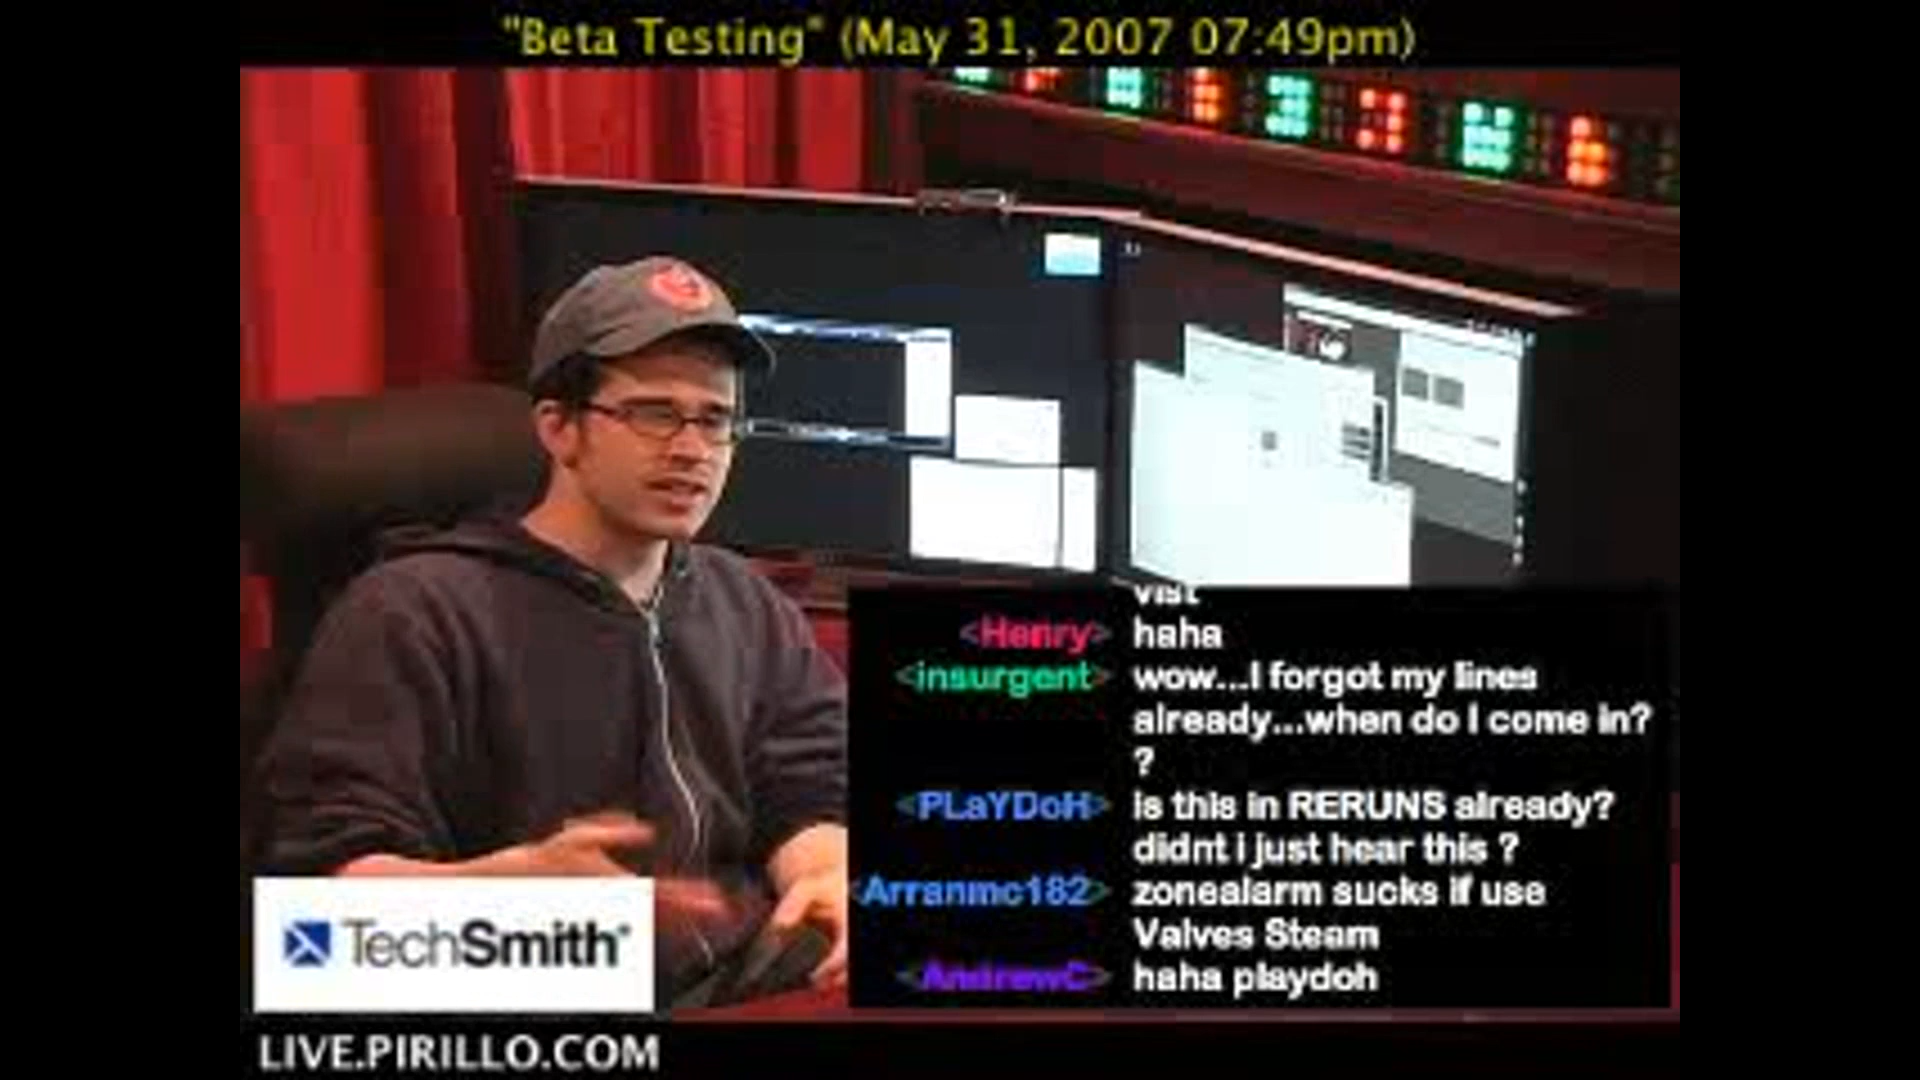 "Beta Testing" (May 31, 2007 07:49pm)
vist
<Henry> haha
<insurgent> wow...I forgot my lines
already...when do I come in?
?
<PLaYDoH> is this in RERUNS already?
didnt i just hear this ?
<Arranmc182> zonealarm sucks if use
Valves Steam
<AndrewC> haha playdoh
TechSmith
LIVE.PIRILLO.COM